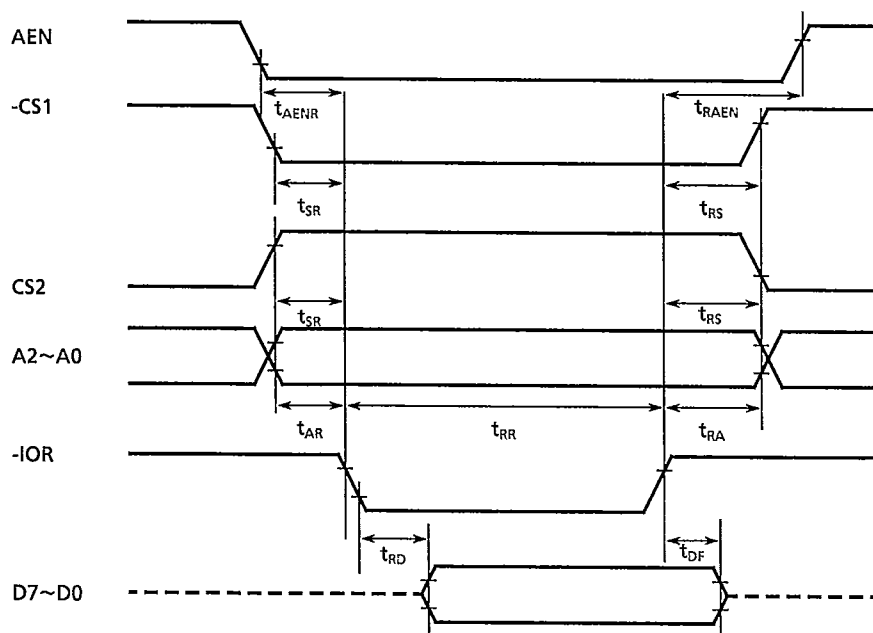 AEN
tAENR
tRAEN
-CS1
tSR
tRS
CS2
tSR
tRS
A2~A0
tAR
tRR
tRA
-IOR
tRD
tDF
D7~D0